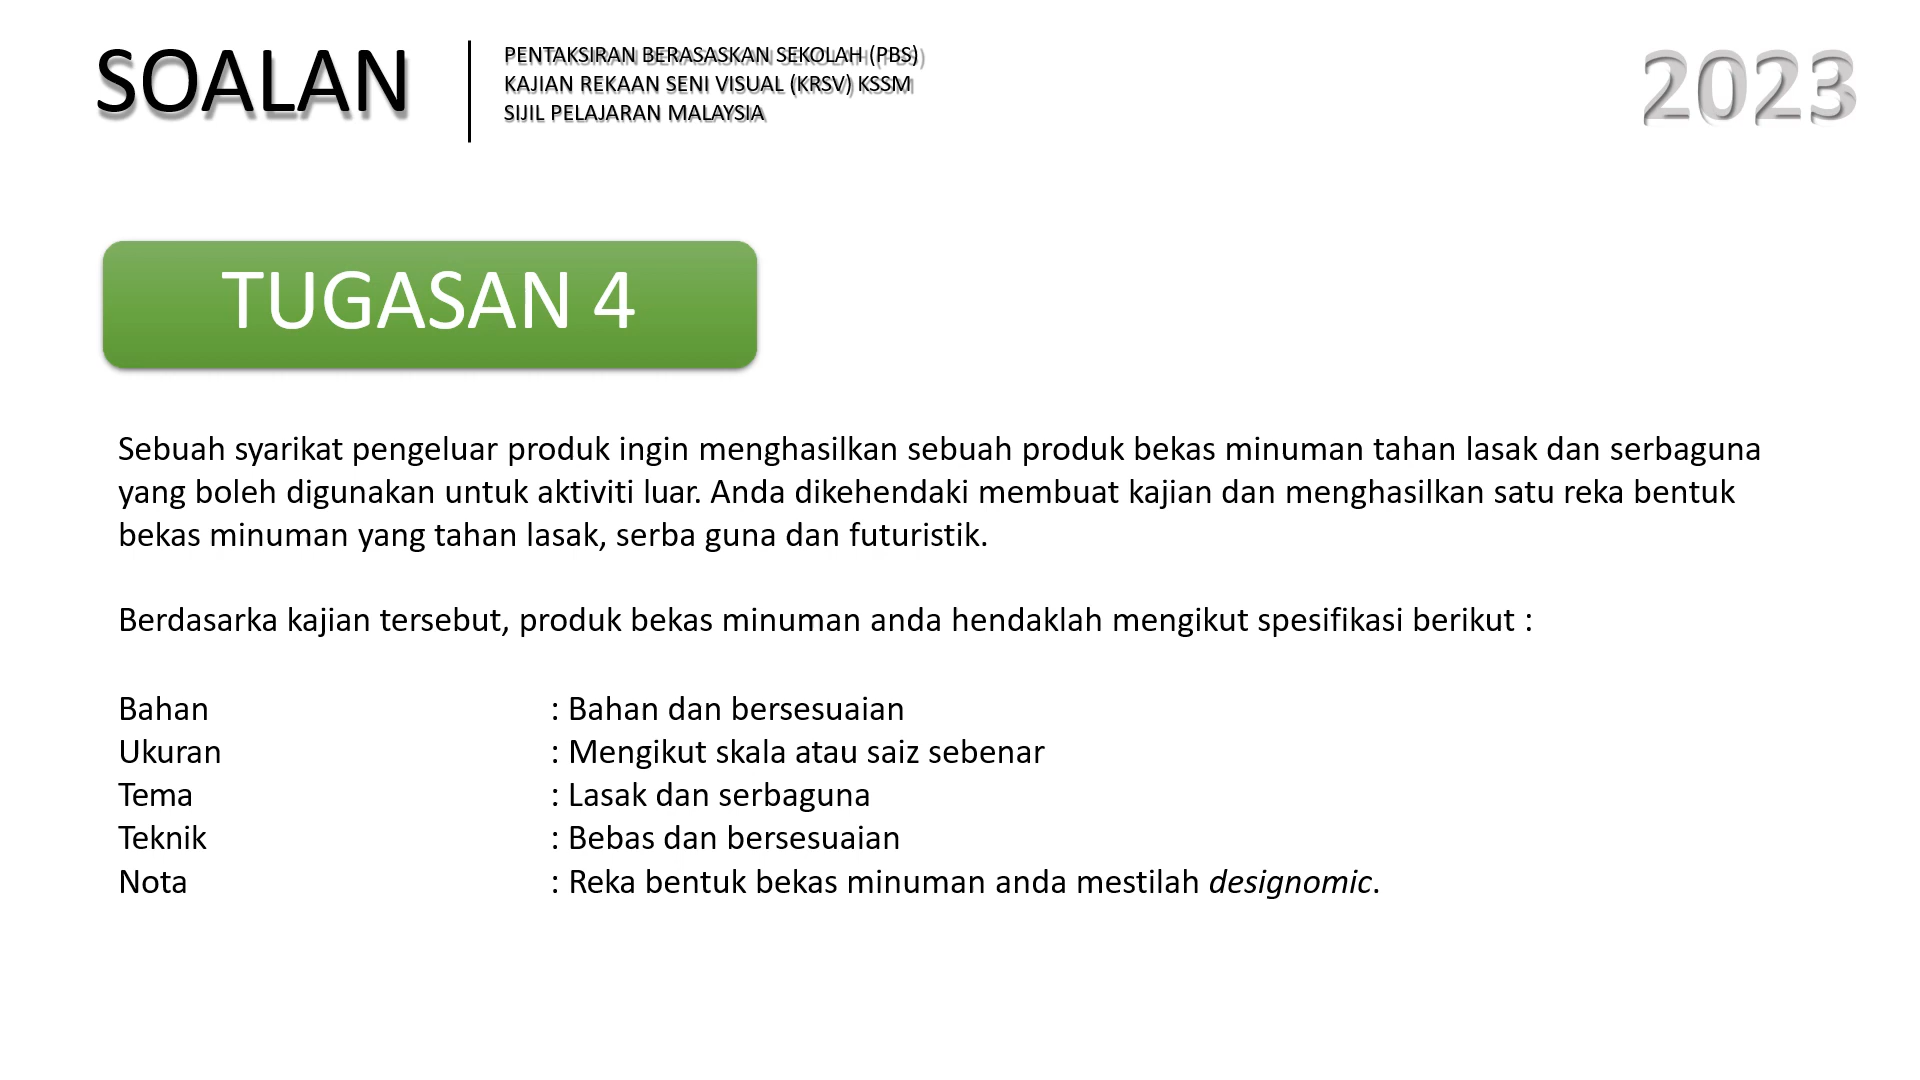 SOALAN
PENTAKSIRAN BERASASKAN SEKOLAH (PBS)
KAJIAN REKAAN SENI VISUAL (KRSV) KSSM
SIJIL PELAJARAN MALAYSIA
2023
TUGASAN 4
Sebuah syarikat pengeluar produk ingin menghasilkan sebuah produk bekas minuman tahan lasak dan serbaguna
yang boleh digunakan untuk aktiviti luar. Anda dikehendaki membuat kajian dan menghasilkan satu reka bentuk
bekas minuman yang tahan lasak, serba guna dan futuristik.
Berdasarka kajian tersebut, produk bekas minuman anda hendaklah mengikut spesifikasi berikut :
Bahan : Bahan dan bersesuaian
Ukuran : Mengikut skala atau saiz sebenar
Tema : Lasak dan serbaguna
Teknik : Bebas dan bersesuaian
Nota : Reka bentuk bekas minuman anda mestilah designomic.